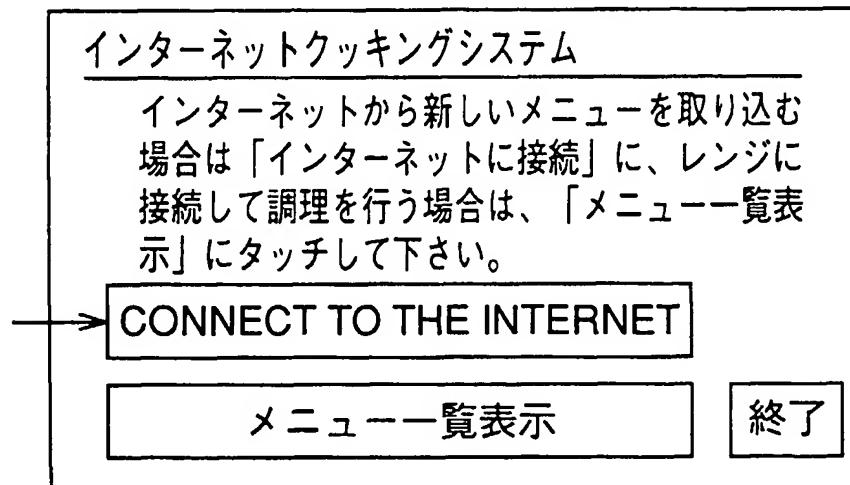 インターネットクッキングシステム
インターネットから新しいメニューを取り込む
場合は「インターネットに接続」に、レンジに
接続して調理を行う場合は、「メニュー一覧表
示」にタッチして下さい。
CONNECT TO THE INTERNET
メニュー一覧表示
終了